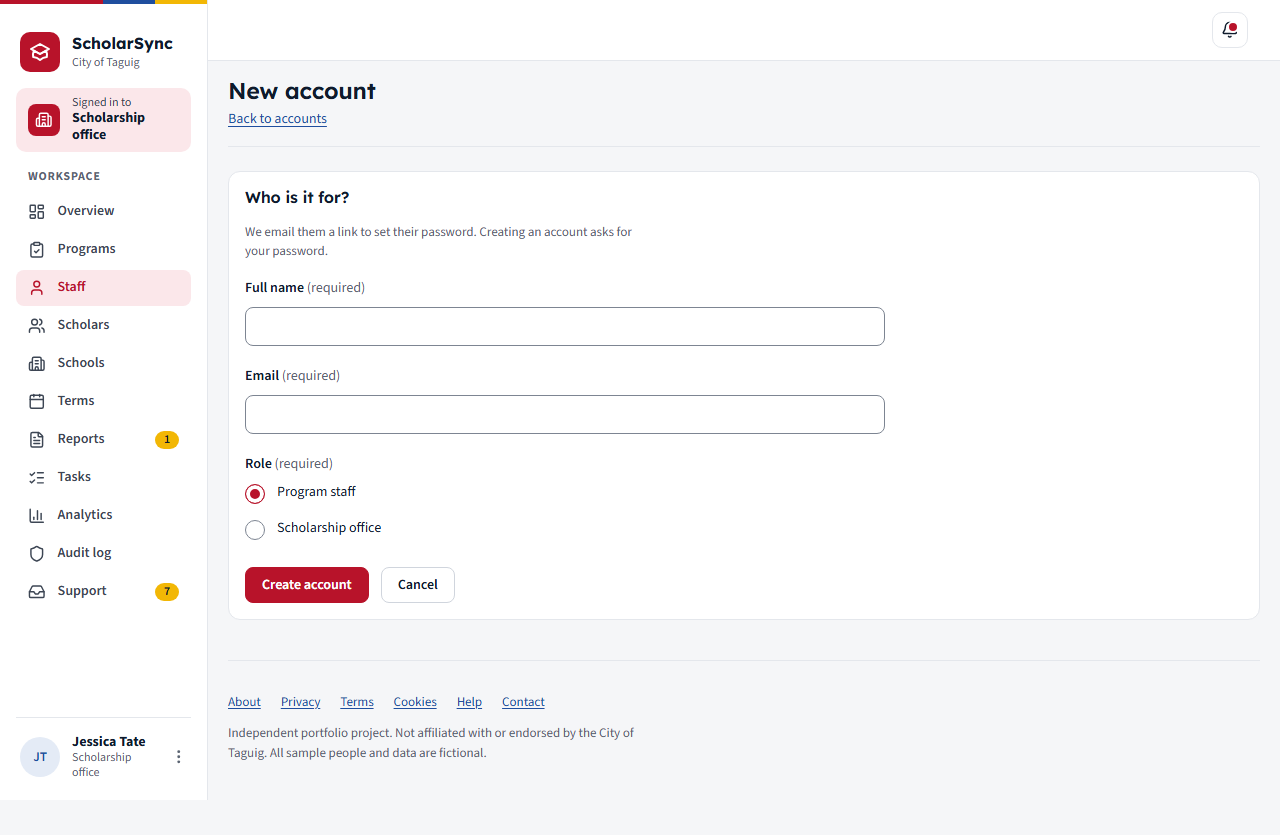 ScholarSync
City of Taguig
Signed in to
Scholarship
office
WORKSPACE
Overview
Programs
Staff
Scholars
Schools
Terms
Reports 1
Tasks
Analytics
Audit log
Support 7
JT
Jessica Tate
Scholarship
office
New account
Back to accounts
Who is it for?
We email them a link to set their password. Creating an account asks for
your password.
Full name (required)
Email (required)
Role (required)
Program staff
Scholarship office
Create account Cancel
About Privacy Terms Cookies Help Contact
Independent portfolio project. Not affiliated with or endorsed by the City of
Taguig. All sample people and data are fictional.